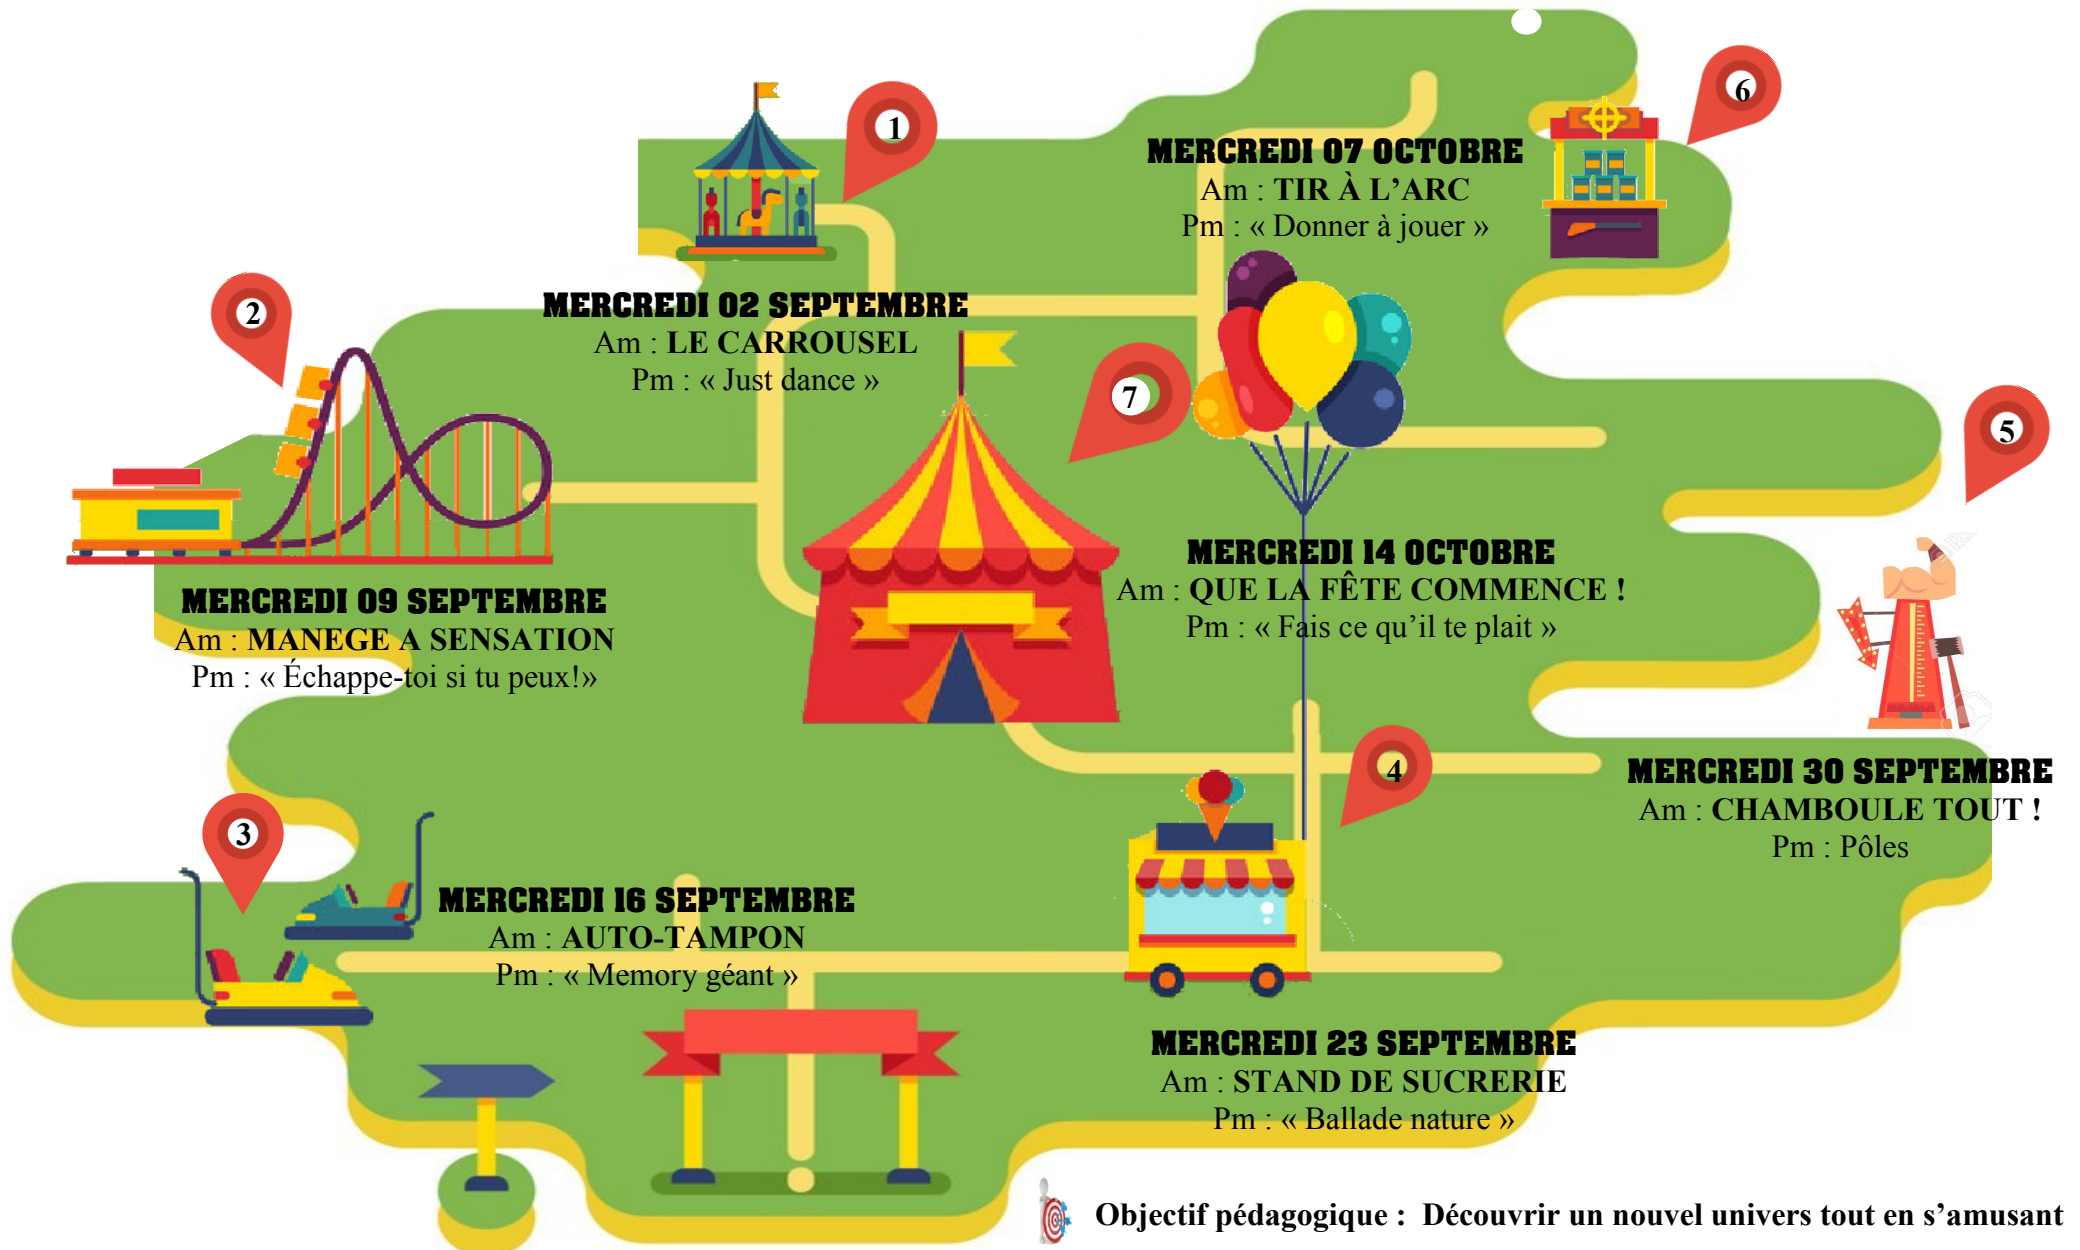 1
MERCREDI 02 SEPTEMBRE
Am : LE CARROUSEL
Pm : « Just dance »
2
MERCREDI 09 SEPTEMBRE
Am : MANEGE A SENSATION
Pm : « Échappe-toi si tu peux!»
3
MERCREDI 16 SEPTEMBRE
Am : AUTO-TAMPON
Pm : « Memory géant »
4
MERCREDI 23 SEPTEMBRE
Am : STAND DE SUCRERIE
Pm : « Ballade nature »
5
MERCREDI 30 SEPTEMBRE
Am : CHAMBOULE TOUT !
Pm : Pôles
6
MERCREDI 07 OCTOBRE
Am : TIR À L’ARC
Pm : « Donner à jouer »
7
MERCREDI 14 OCTOBRE
Am : QUE LA FÊTE COMMENCE !
Pm : « Fais ce qu’il te plait »
Objectif pédagogique : Découvrir un nouvel univers tout en s’amusant